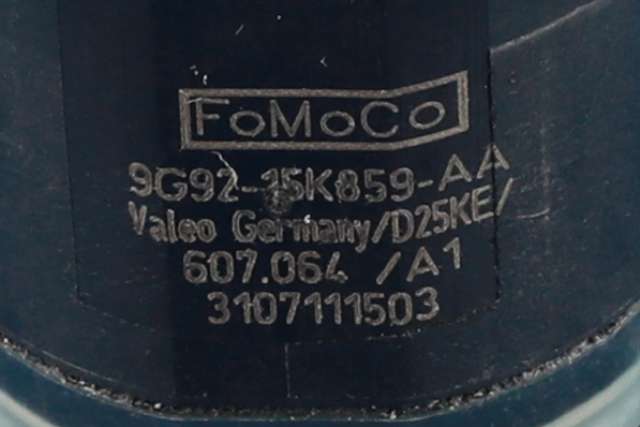 FoMoCo
9G92-15K859-AA
Valeo Germany/D25KE/
607.064 /A1
3107111503